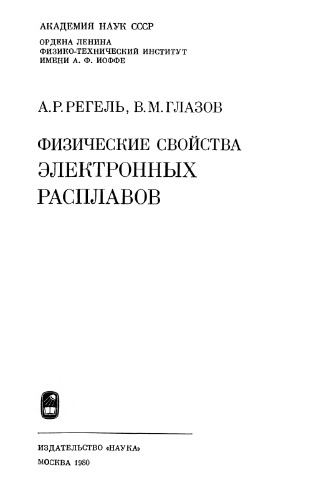 АКАДЕМИЯ НАУК СССР
ОРДЕНА ЛЕНИНА
ФИЗИКО-ТЕХНИЧЕСКИЙ ИНСТИТУТ
ИМЕНИ А. Ф. ИОФФЕ
А.Р. РЕГЕЛЬ, В.М. ГЛАЗОВ
ФИЗИЧЕСКИЕ СВОЙСТВА
ЭЛЕКТРОННЫХ
РАСПЛАВОВ
ИЗДАТЕЛЬСТВО «НАУКА»
МОСКВА 1980